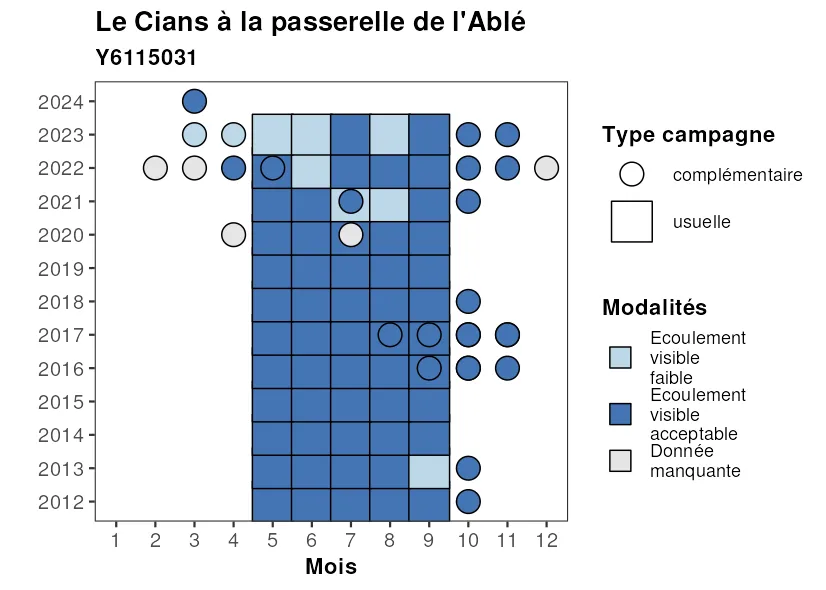 Le Cians à la passerelle de l'Ablé
Y6115031
2024
2023
2022
2021
2020
2019
2018
2017
2016
2015
2014
2013
2012
1 2 3 4 5 6 7 8 9 10 11 12
Mois
Type campagne
complémentaire
usuelle
Modalités
Ecoulement
visible
faible
Ecoulement
visible
acceptable
Donnée
manquante